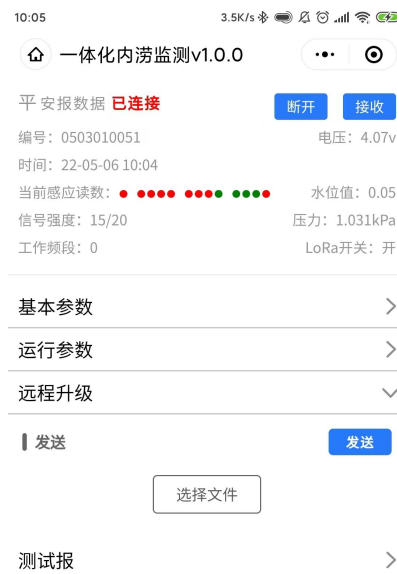 10:05 3.5K/s
一体化内涝监测v1.0.0
平安报数据 已连接 断开 接收
编号：0503010051 电压：4.07v
时间：22-05-06 10:04
当前感应读数： 水位值：0.05
信号强度：15/20 压力：1.031kPa
工作频段：0 LoRa开关：开
基本参数
运行参数
远程升级
发送 发送
选择文件
测试报